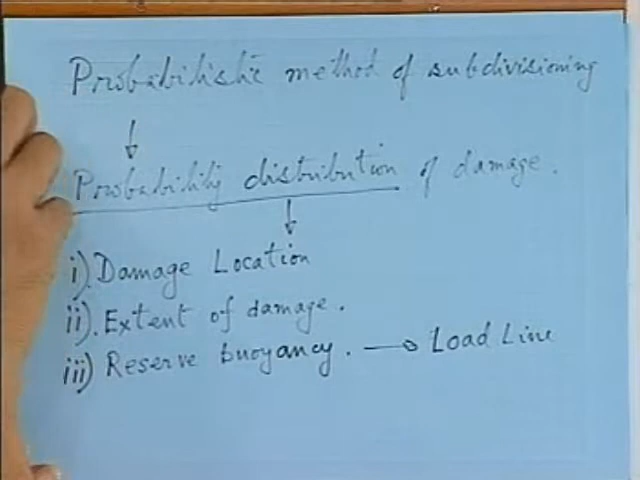 Probabilistic method of subdivisioning
Probability distribution of damage.
i). Damage Location
ii). Extent of damage.
iii) Reserve buoyancy. → Load Line